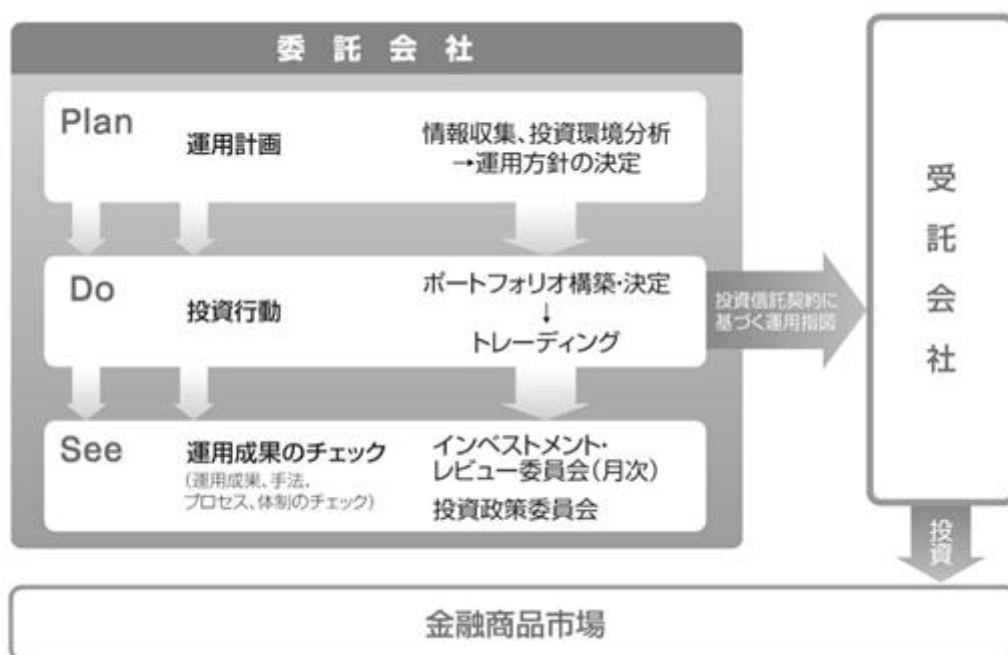 委託会社
Plan
運用計画
情報収集、投資環境分析
→運用方針の決定
Do
投資行動
ポートフォリオ構築・決定
↓
トレーディング
See
運用成果のチェック
(運用成果、手法、
プロセス、体制のチェック)
インベストメント・
レビュー委員会(月次)
投資政策委員会
投資信託契約に
基づく運用指図
受託会社
投資
金融商品市場